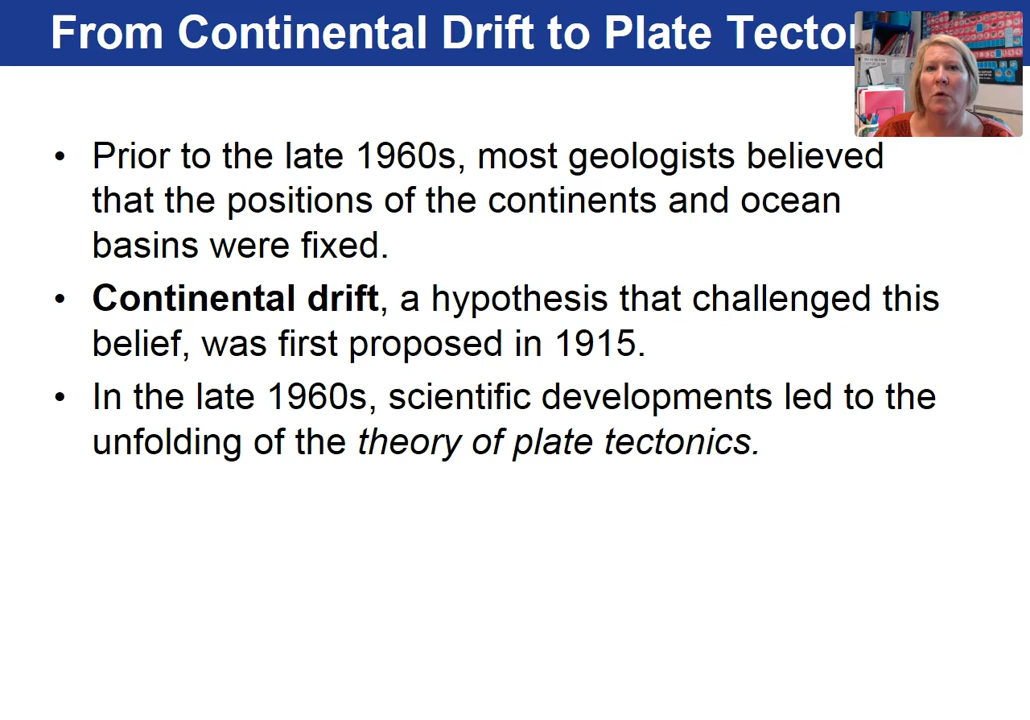 From Continental Drift to Plate
• Prior to the late 1960s, most geologists believed
that the positions of the continents and ocean
basins were fixed.
• Continental drift, a hypothesis that challenged this
belief, was first proposed in 1915.
• In the late 1960s, scientific developments led to the
unfolding of the theory of plate tectonics.